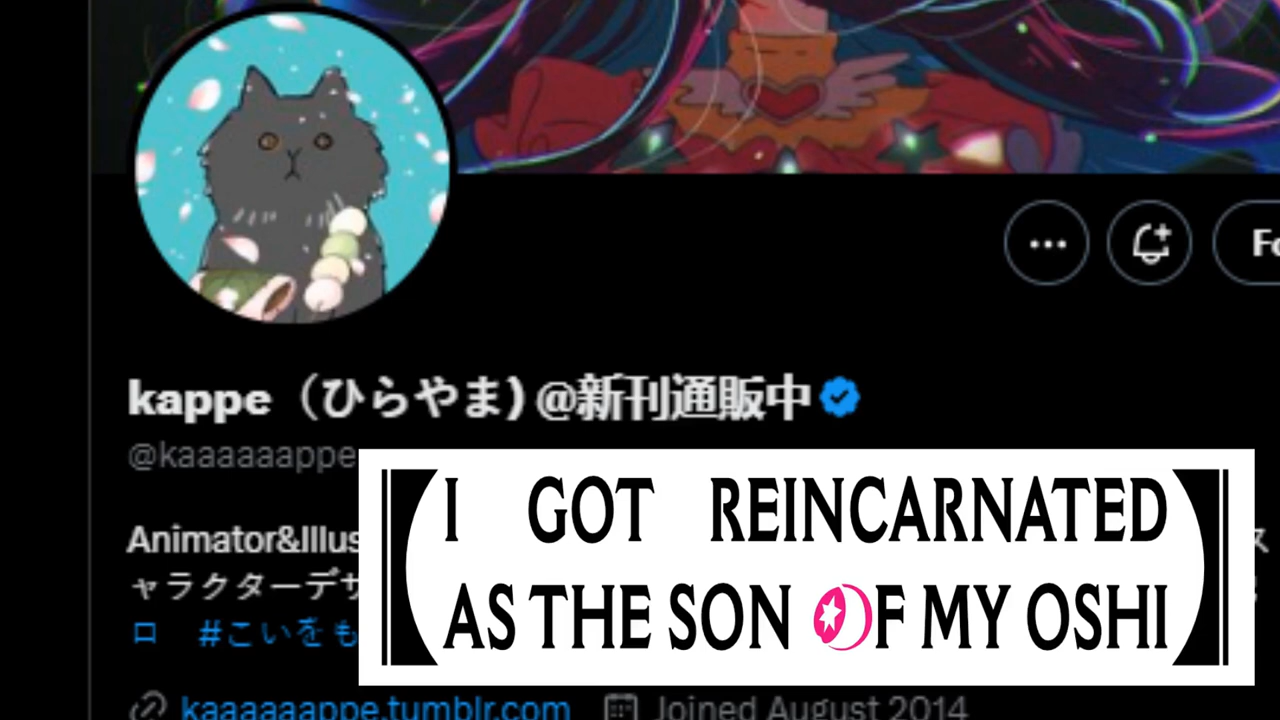 Fo
kappe（ひらやま) @新刊通販中
@kaaaaaappe
Animator&Illus
ャラクターデザ
ロ #こいをも
I GOT REINCARNATED
AS THE SON OF MY OSHI
kaaaaaappe.tumblr.com Joined August 2014